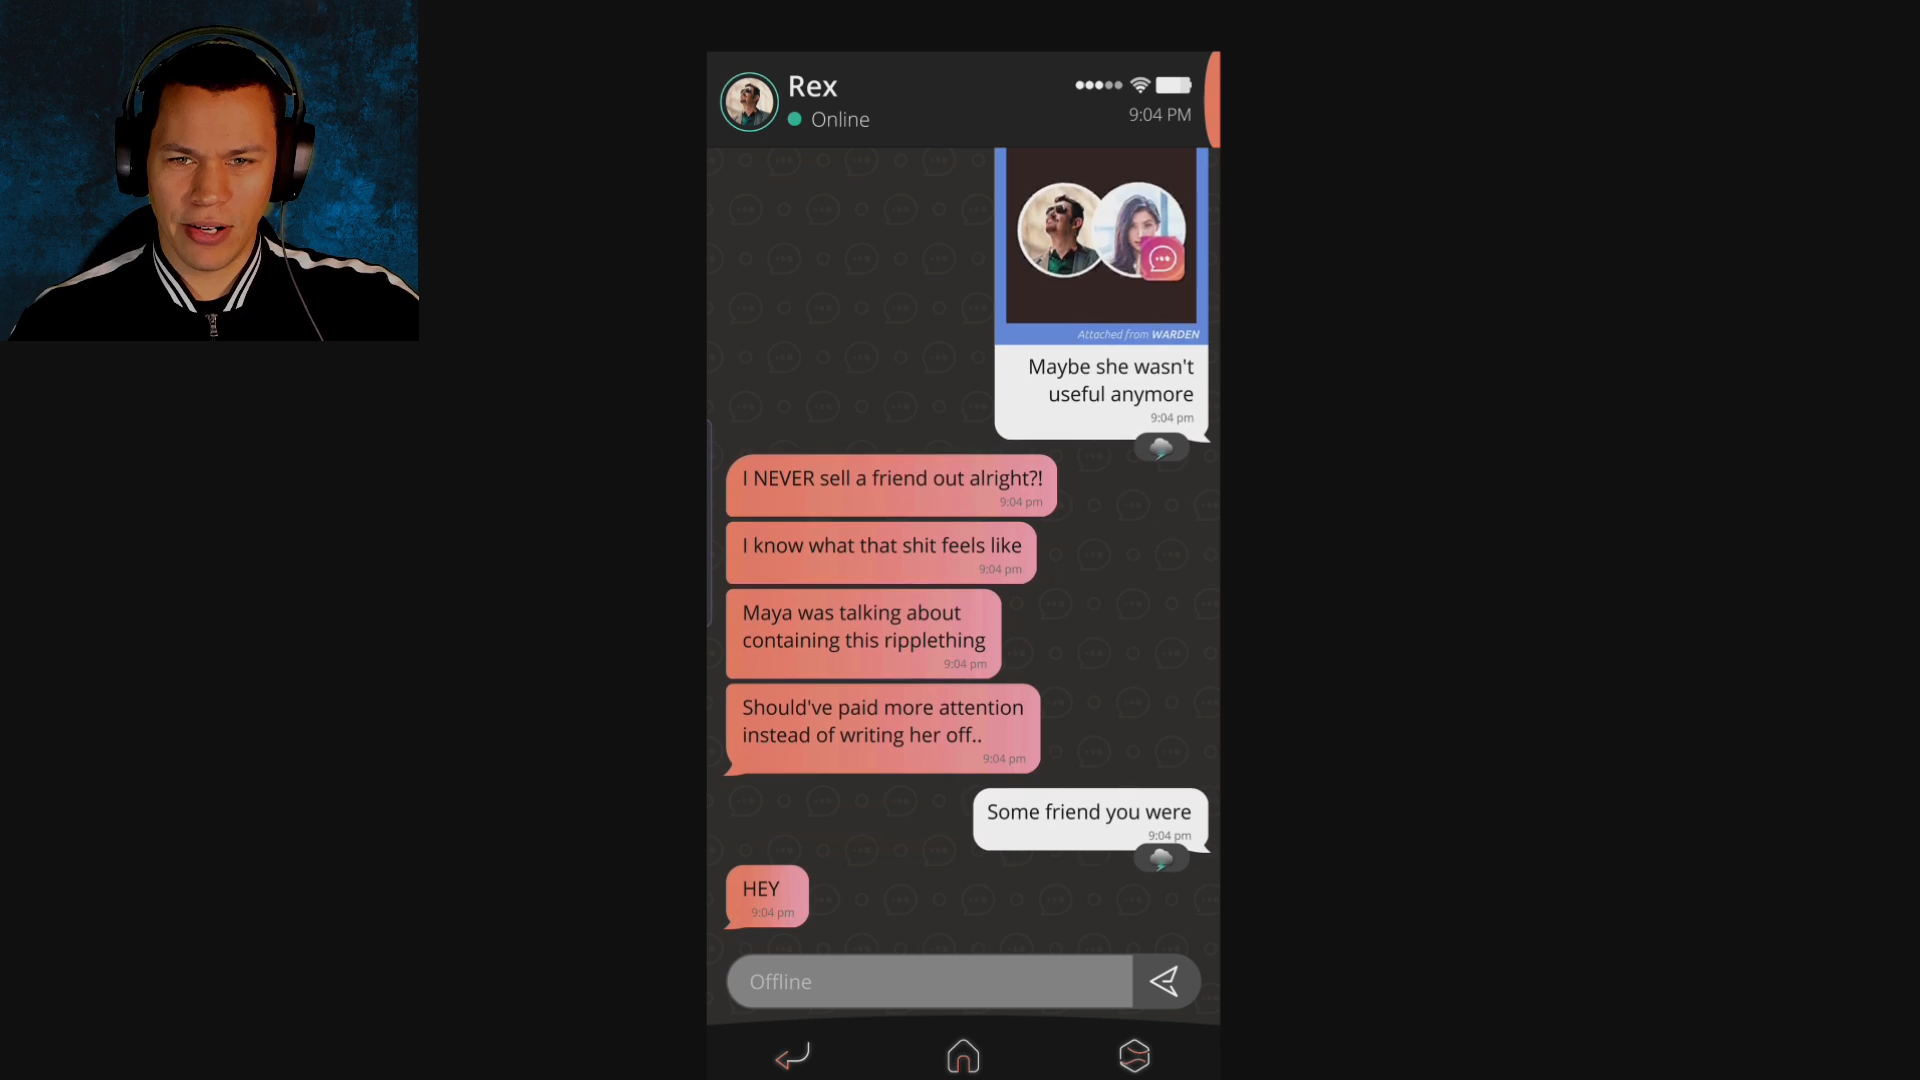 Rex
Online
9:04 PM
Attached from WARDEN
Maybe she wasn't
useful anymore
9:04 pm
I NEVER sell a friend out alright?!
9:04 pm
I know what that shit feels like
9:04 pm
Maya was talking about
containing this ripplething
9:04 pm
Should've paid more attention
instead of writing her off..
9:04 pm
Some friend you were
9:04 pm
HEY
9:04 pm
Offline